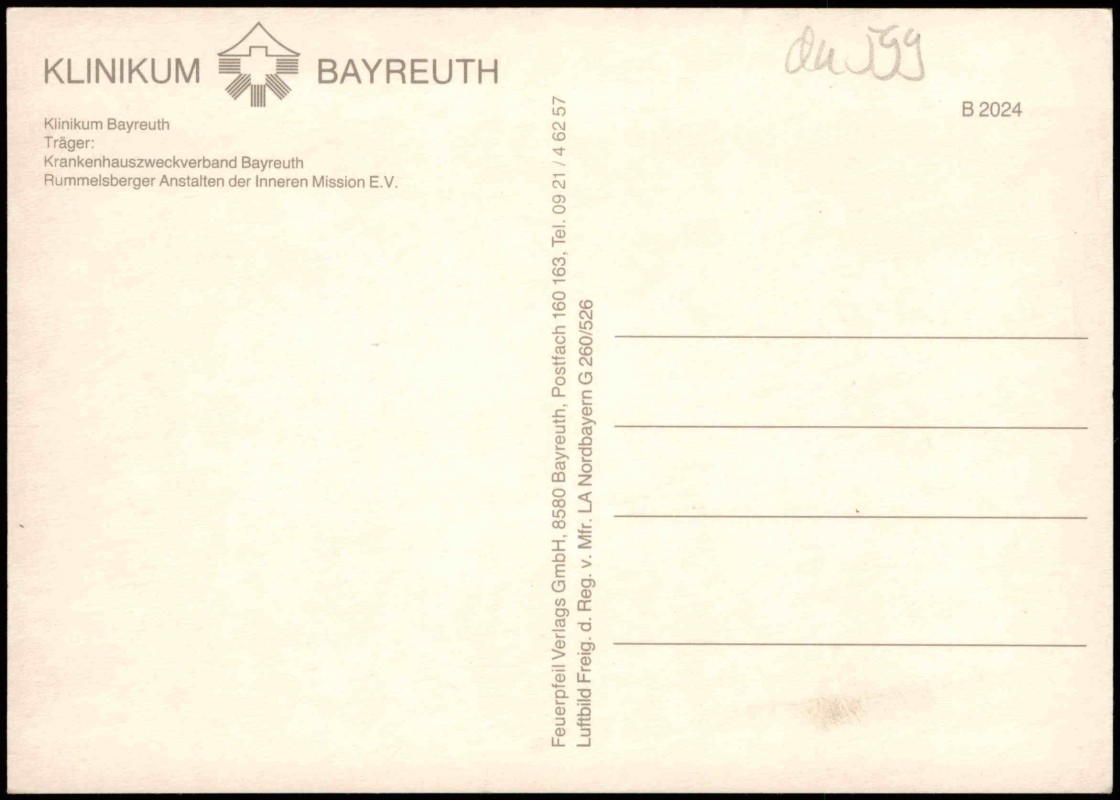 KLINIKUM BAYREUTH
Klinikum Bayreuth
Träger:
Krankenhauszweckverband Bayreuth
Rummelsberger Anstalten der Inneren Mission E.V.
Feuerpfeil Verlags GmbH, 8580 Bayreuth, Postfach 160 163, Tel. 09 21 / 4 62 57
Luftbild Freig. d. Reg. v. Mfr. LA Nordbayern G 260/526
B 2024